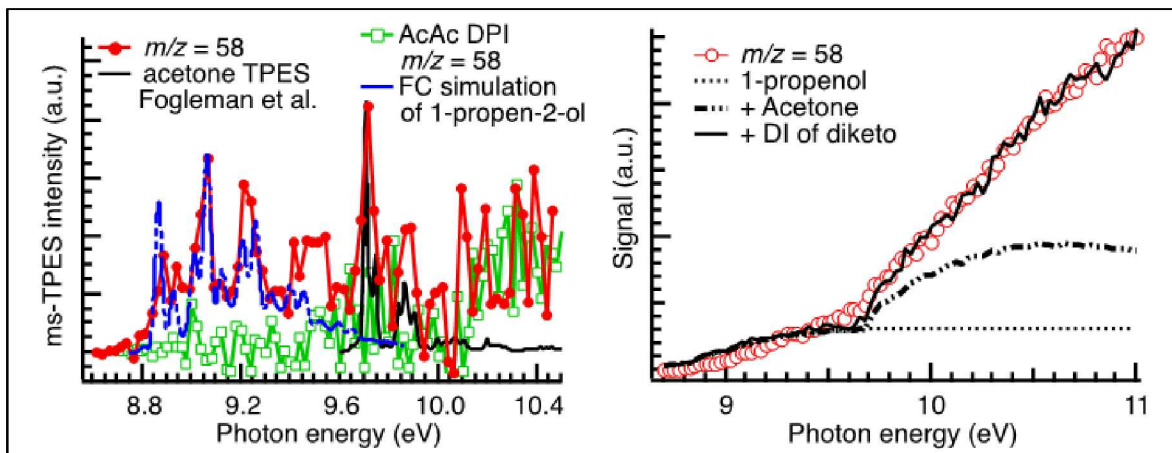 m/z = 58
acetone TPES
Fogleman et al.
AcAc DPI
m/z = 58
FC simulation
of 1-propen-2-ol
ms-TPES intensity (a.u.)
8.8 9.2 9.6 10.0 10.4
Photon energy (eV)
m/z = 58
1-propenol
+ Acetone
+ DI of diketo
Signal (a.u.)
9 10 11
Photon energy (eV)